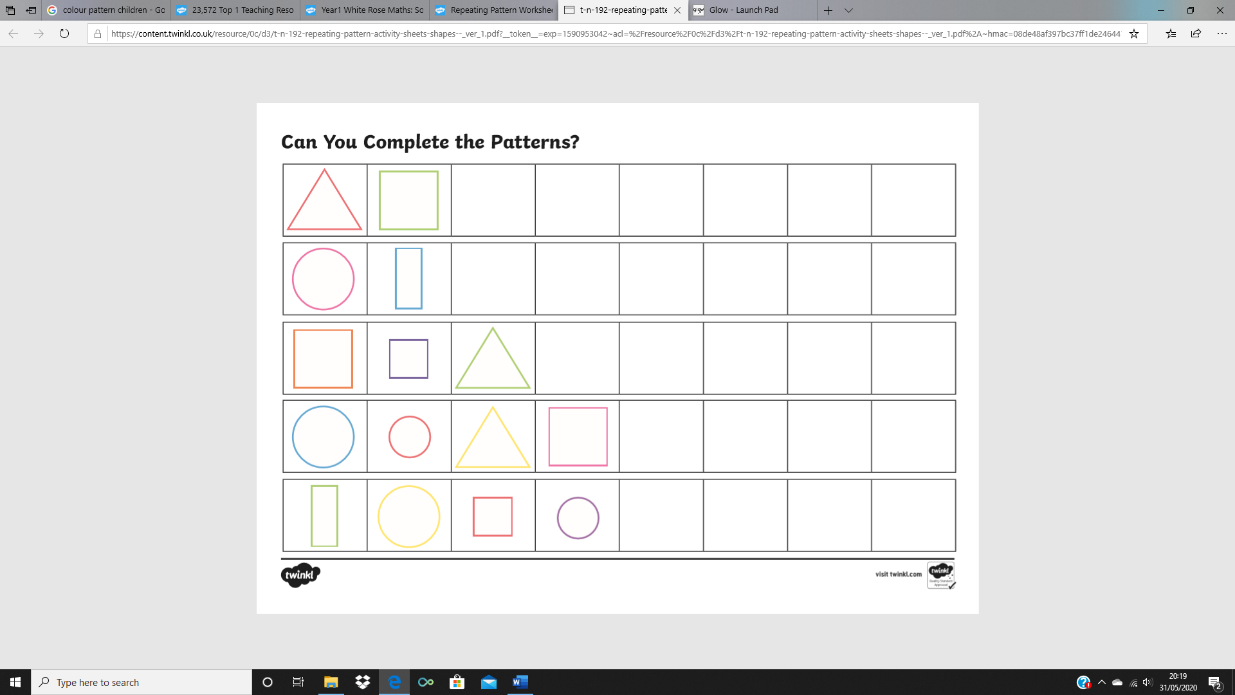 colour pattern children - Go
23,572 Top 1 Teaching Reso
Year1 White Rose Maths: Sc
Repeating Pattern Workshee
t-n-192-repeating-patte
Glow - Launch Pad
https://content.twinkl.co.uk/resource/0c/d3/t-n-192-repeating-pattern-activity-sheets-shapes--_ver_1.pdf?__token__=exp=1590953042~acl=%2Fresource%2F0c%2Fd3%2Ft-n-192-repeating-pattern-activity-sheets-shapes--_ver_1.pdf%2A~hmac=08de48af397bc37ff1de24644
Can You Complete the Patterns?
twinkl
visit twinkl.com
twinkl
Type here to search
20:19
31/05/2020
2